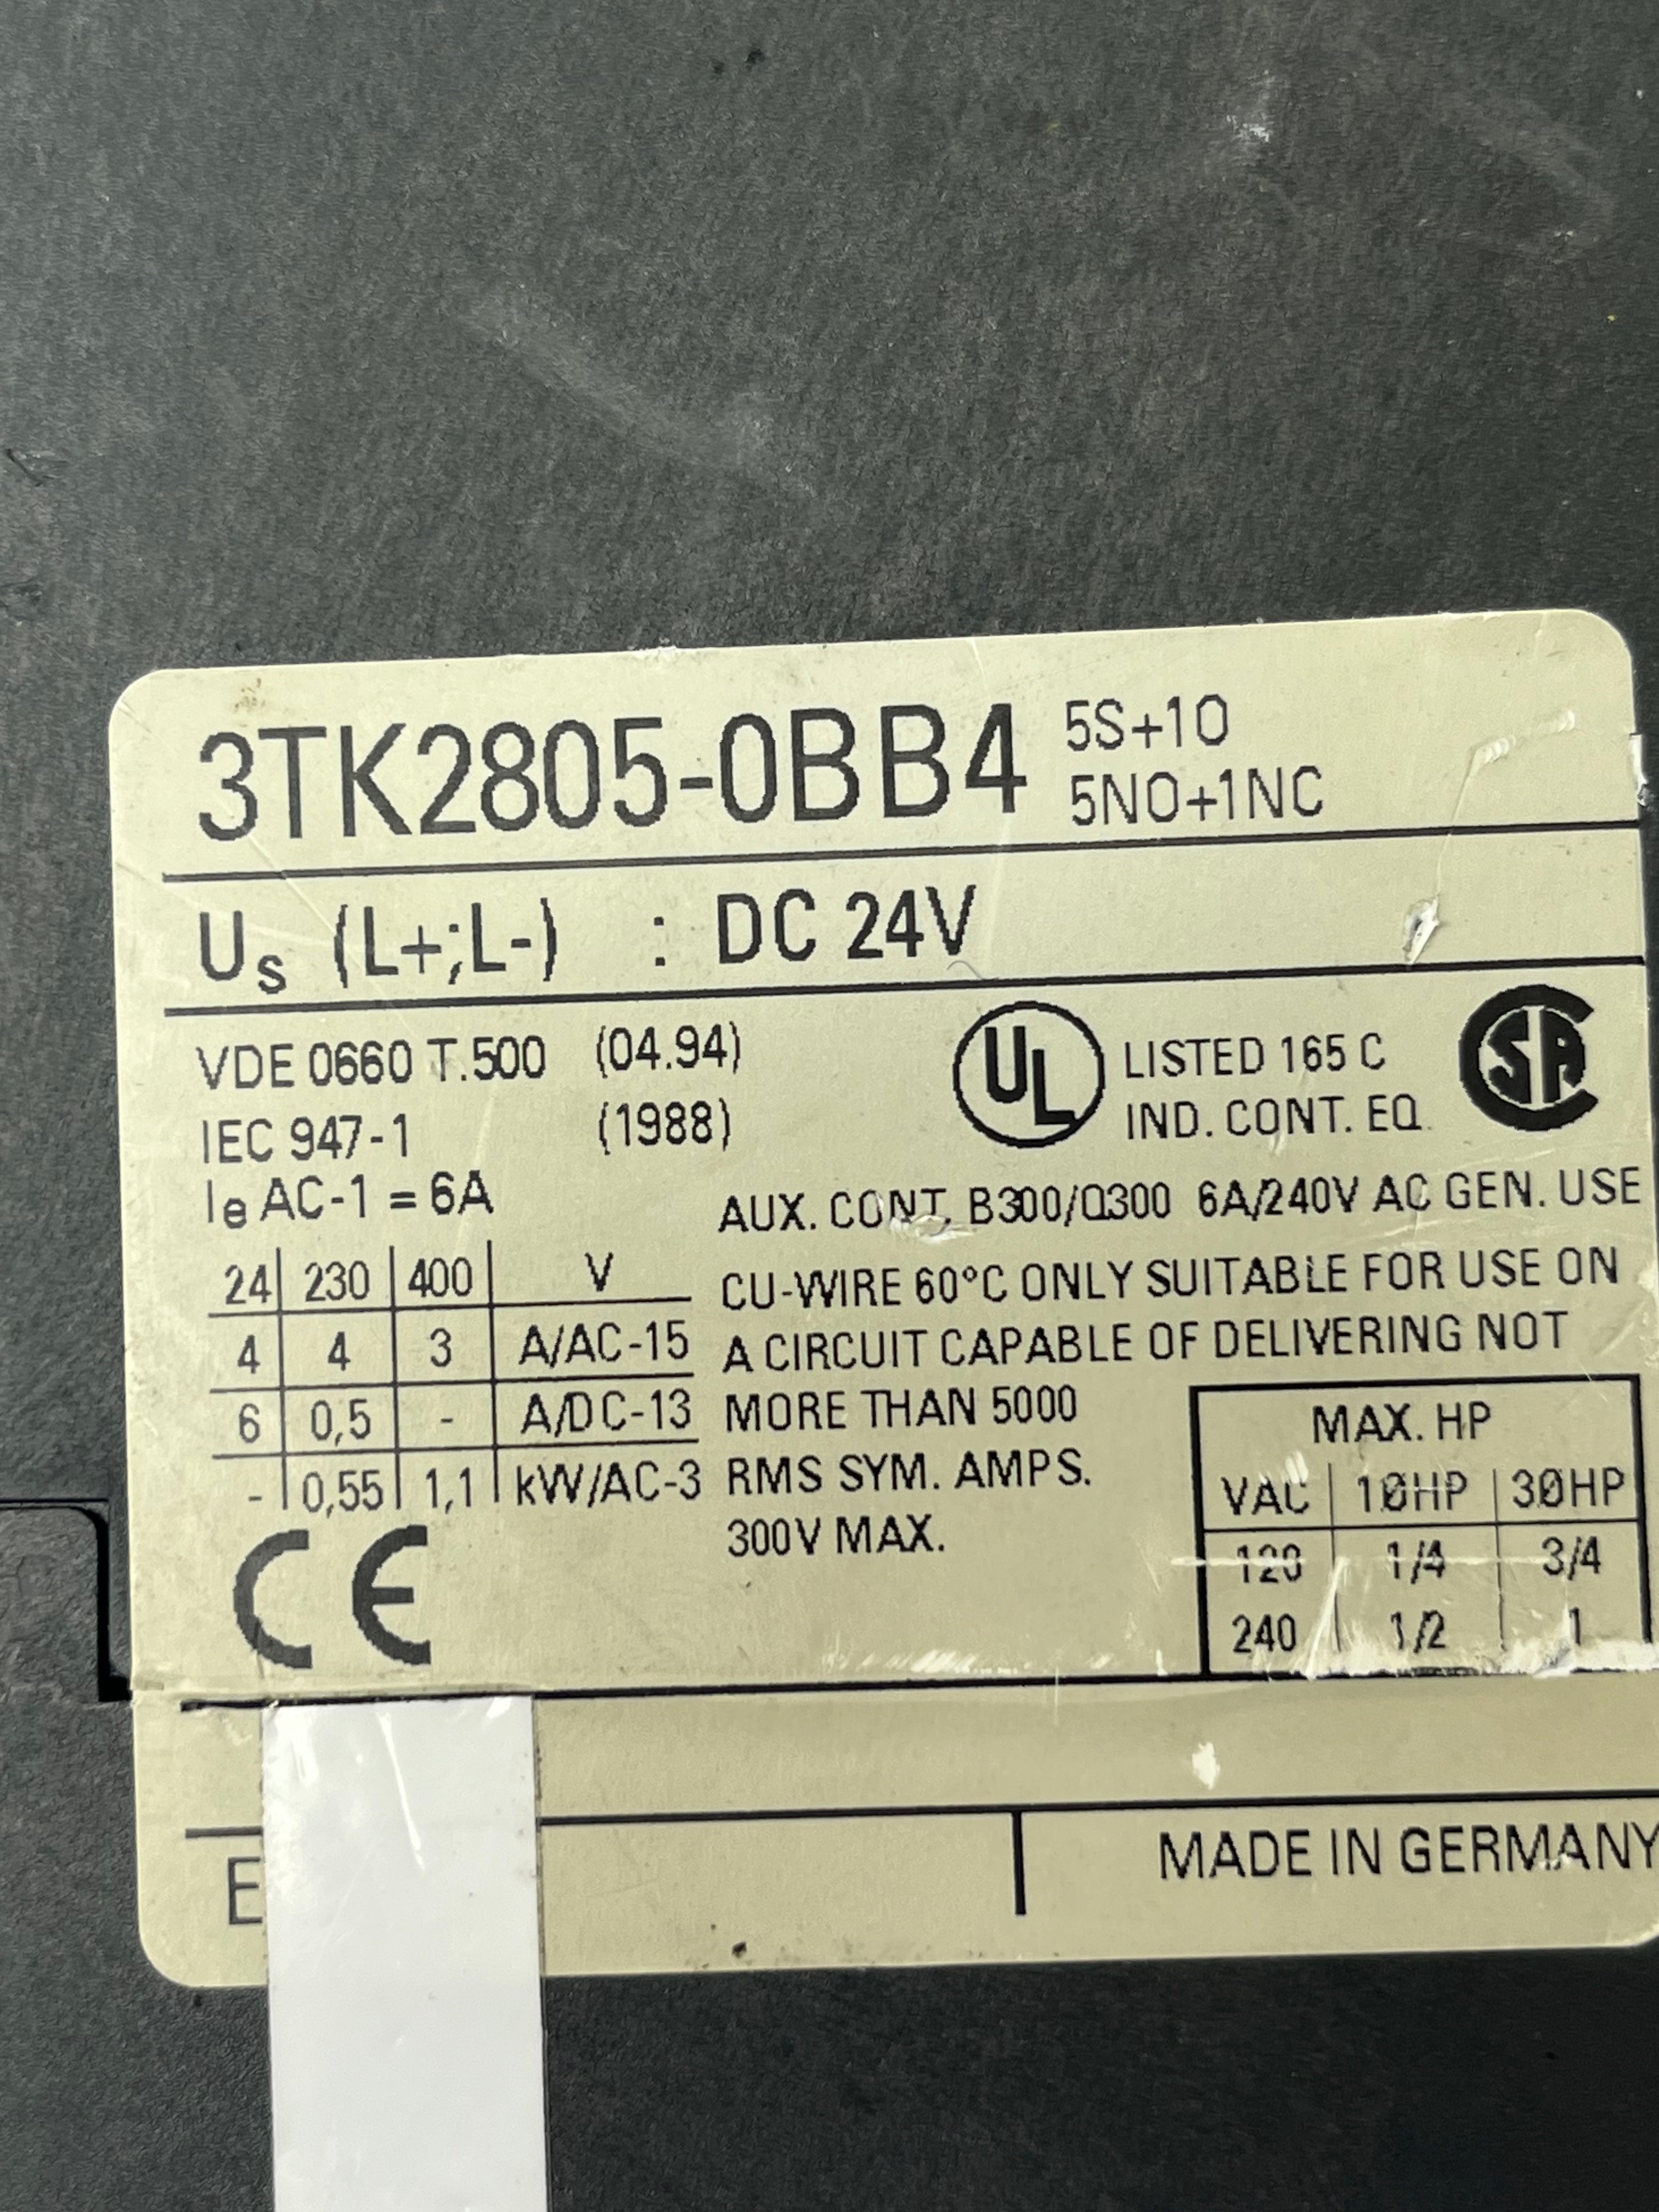 3TK2805-0BB4 5S+1O
5NO+1NC
Us (L+;L-) : DC 24V
VDE 0660 T.500 (04.94)
IEC 947-1 (1988)
Ie AC-1 = 6A
24 230 400 V
4 4 3 A/AC-15
6 0,5 - A/DC-13
- 0,55 1,1 kW/AC-3
CE
UL LISTED 165 C
IND. CONT. EQ.
SA
AUX. CONT. B300/Q300 6A/240V AC GEN. USE
CU-WIRE 60°C ONLY SUITABLE FOR USE ON
A CIRCUIT CAPABLE OF DELIVERING NOT
MORE THAN 5000
RMS SYM. AMPS.
300V MAX.
MAX. HP
VAC 1ØHP 3ØHP
120 1/4 3/4
240 1/2 1
E
MADE IN GERMANY